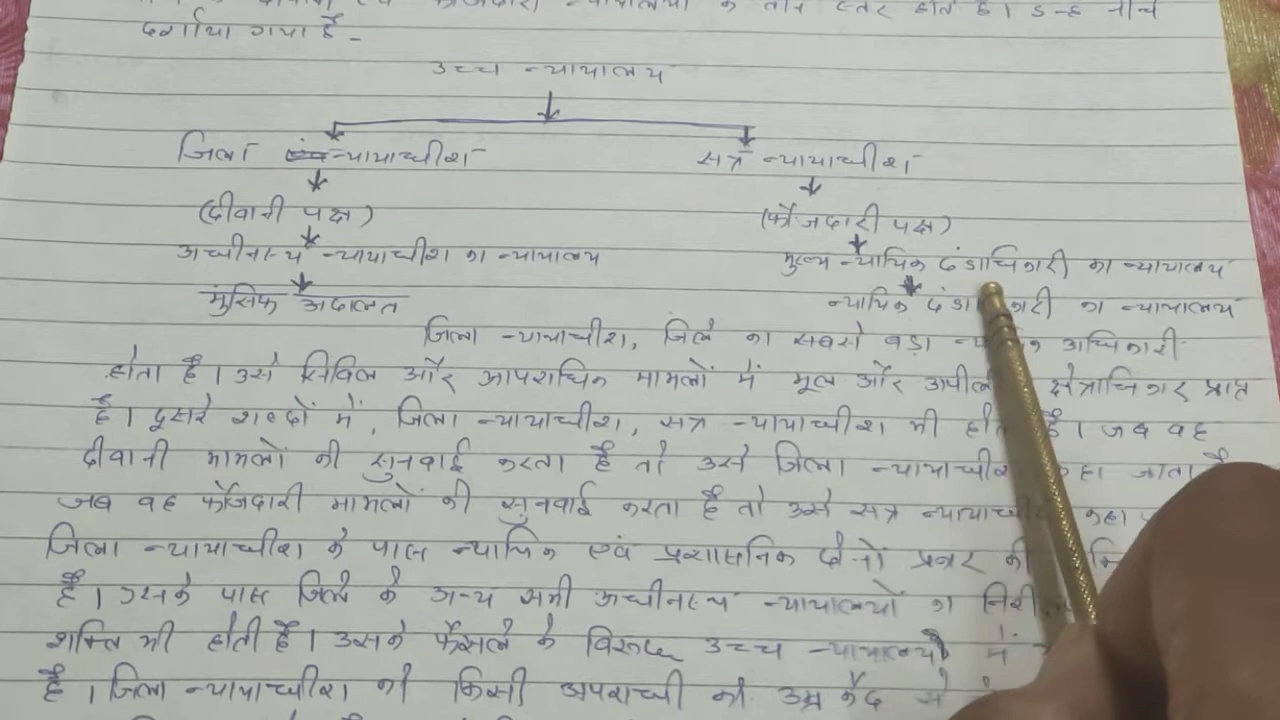 दर्शाया गया है -
उच्च न्यायालय
जिला न्यायाधीश सत्र न्यायाधीश
(दीवानी पक्ष) (फौजदारी पक्ष)
अधीनस्थ न्यायाधीश का न्यायालय मुख्य न्यायिक दंडाधिकारी का न्यायालय
मुंसिफ अदालत न्यायिक का न्यायालय
जिला न्यायाधीश, जिले का सबसे बड़ा अधिकारी
होता है। उसे सिविल और आपराधिक मामलों में मूल और क्षेत्राधिकार प्राप्त
है। दूसरे शब्दों में, जिला न्यायाधीश, सत्र न्यायाधीश भी है। जब वह
दीवानी मामलों की सुनवाई करता है तो उसे जिला जाता
जब वह फौजदारी मामलों की सुनवाई करता है तो उसे सत्र कहा
जिला न्यायाधीश के पास न्यायिक एवं प्रशासनिक दोनों प्रकार की
है। उसके पास जिले के अन्य सभी अधीनस्थ न्यायालयों का
शक्ति भी होती है। उसके फैसले के विरूद्ध उच्च न्यायालय में
है। जिला न्यायाधीश को किसी अपराधी को उम्र कैद से